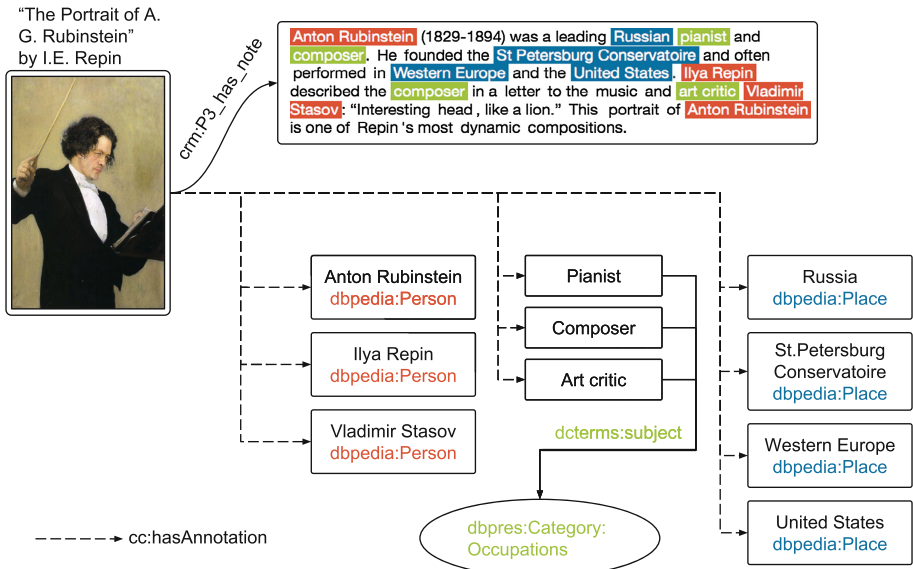 “The Portrait of A.
G. Rubinstein”
by I.E. Repin
crm:P3_has_note
Anton Rubinstein (1829-1894) was a leading Russian pianist and
composer. He founded the St Petersburg Conservatoire and often
performed in Western Europe and the United States. Ilya Repin
described the composer in a letter to the music and art critic Vladimir
Stasov: “Interesting head, like a lion.” This portrait of Anton Rubinstein
is one of Repin's most dynamic compositions.
Anton Rubinstein
dbpedia:Person
Ilya Repin
dbpedia:Person
Vladimir Stasov
dbpedia:Person
Pianist
Composer
Art critic
dcterms:subject
dbpres:Category:
Occupations
Russia
dbpedia:Place
St.Petersburg
Conservatoire
dbpedia:Place
Western Europe
dbpedia:Place
United States
dbpedia:Place
cc:hasAnnotation